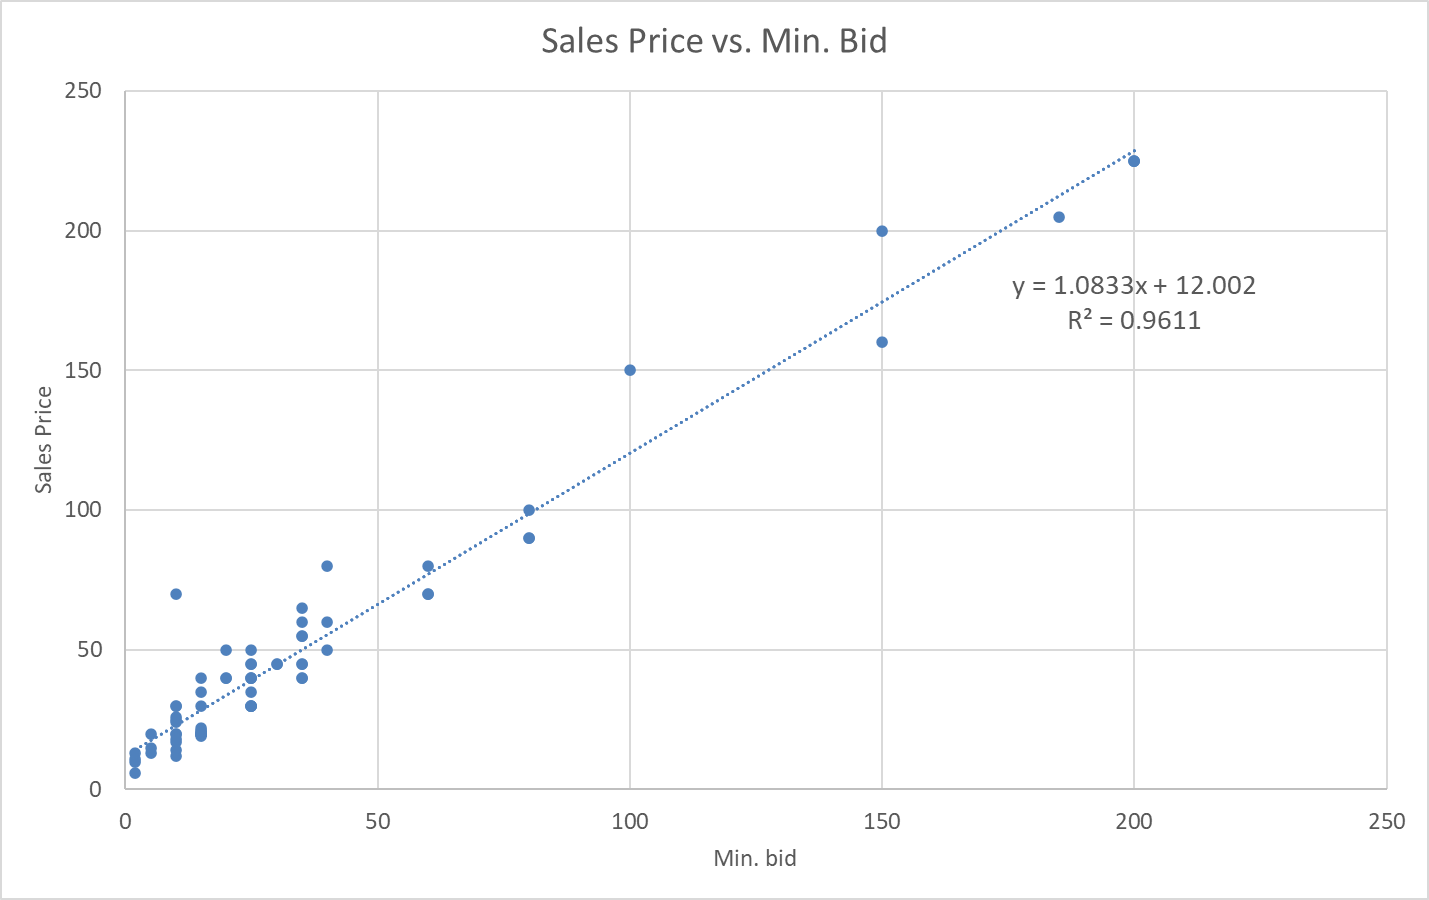 Sales Price vs. Min. Bid
250
200
150
100
50
0
Sales Price
y = 1.0833x + 12.002
R² = 0.9611
0 50 100 150 200 250
Min. bid